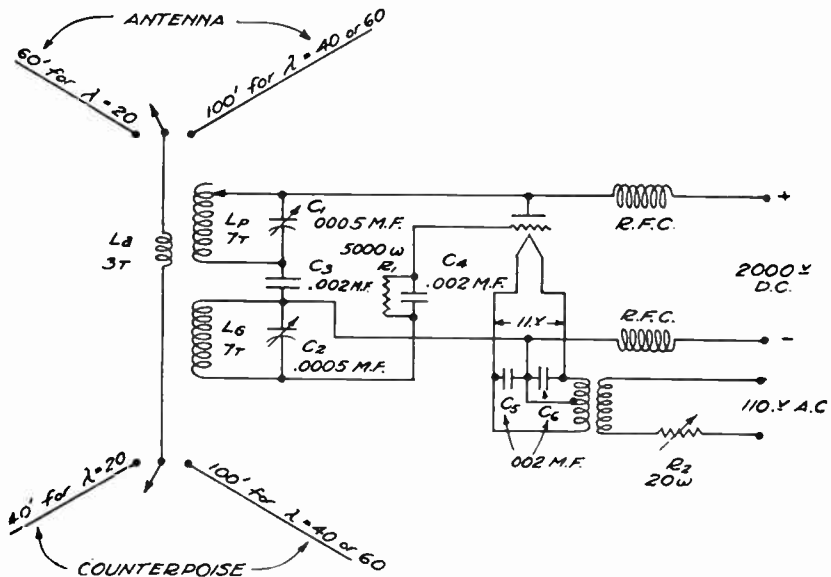 ANTENNA
60' for λ=20
100' for λ=40 or 60
La
3T
Lp
7T
C1
.0005 M.F.
5000 ω
R1
C3
.002 M.F.
C4
.002 M.F.
LG
7T
C2
.0005 M.F.
R.F.C.
+
2000 V
D.C.
R.F.C.
-
11.V
C5
C6
002 M.F.
110.V A.C
R2
20ω
40' for λ=20
100' for λ=40 or 60
COUNTERPOISE